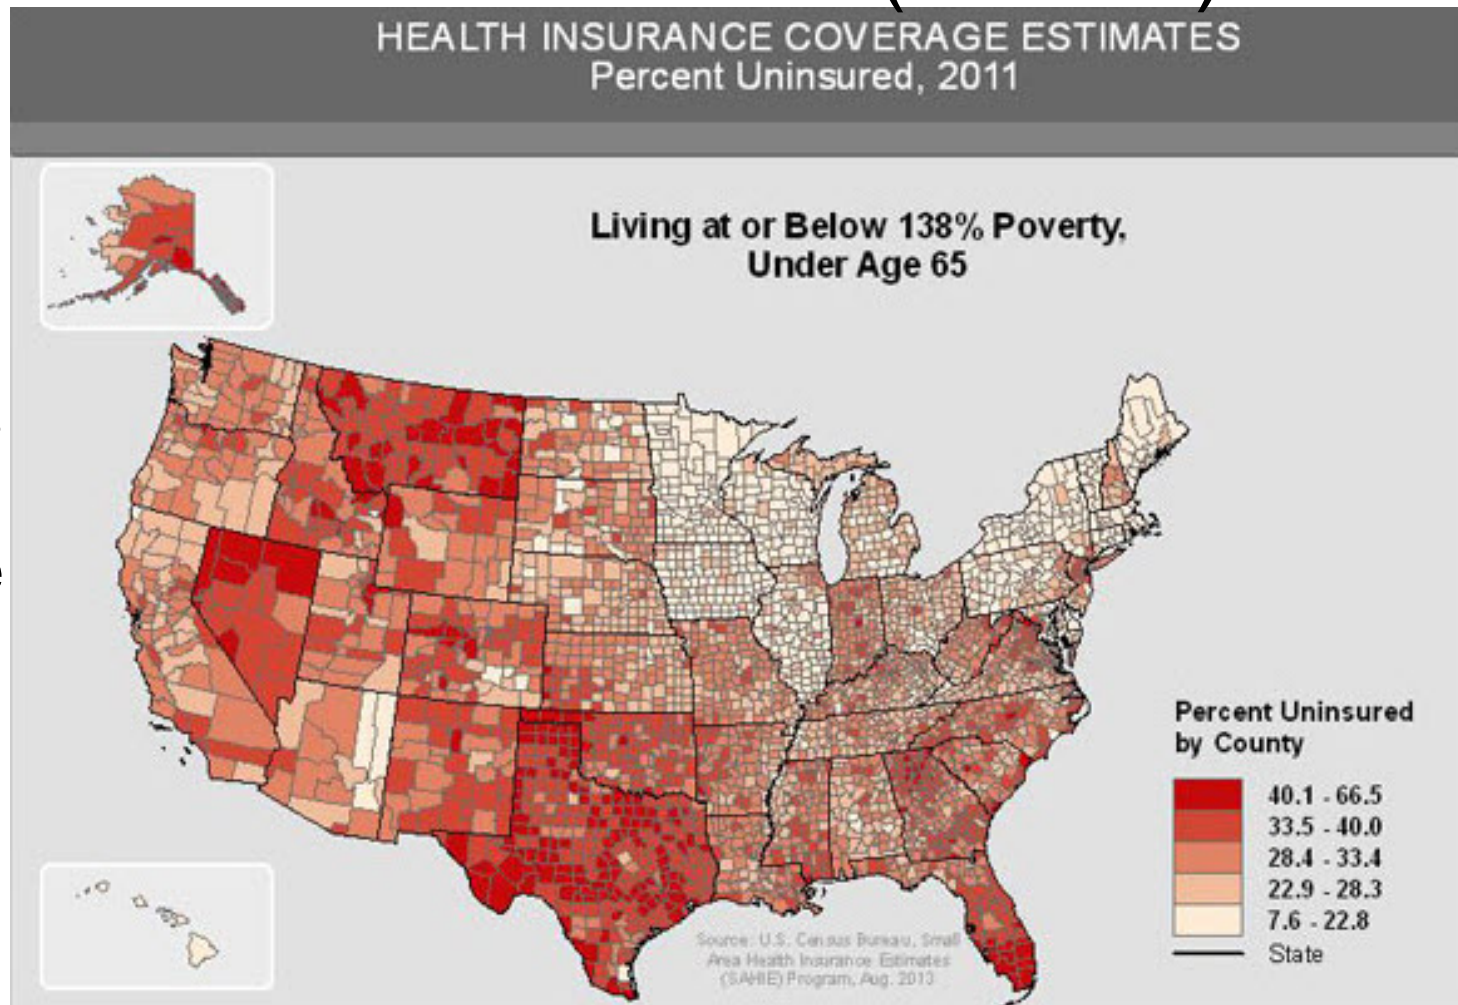 HEALTH INSURANCE COVERAGE ESTIMATES
Percent Uninsured, 2011
Living at or Below 138% Poverty,
Under Age 65
Percent Uninsured
by County
40.1 - 66.5
33.5 - 40.0
28.4 - 33.4
22.9 - 28.3
7.6 - 22.8
State
Source: U.S. Census Bureau, Small
Area Health Insurance Estimates
(SAHIE) Program, Aug. 2013